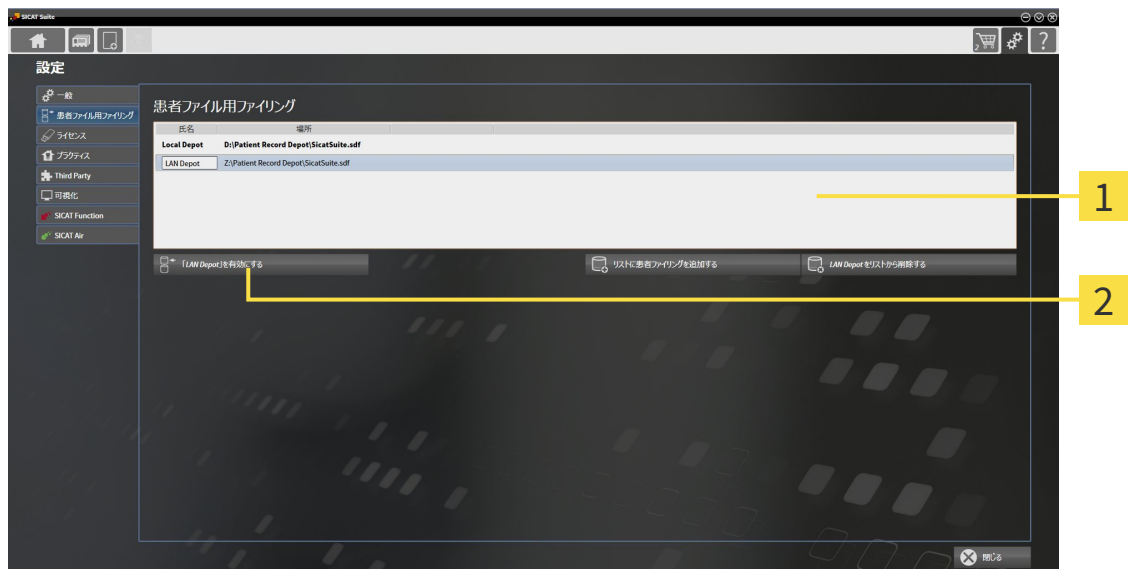 SICAT Suite
2
?
設定
一般
患者ファイル用ファイリング
ライセンス
プラクティス
Third Party
可視化
SICAT Function
SICAT Air
患者ファイル用ファイリング
氏名 場所
Local Depot D:\Patient Record Depot\SicatSuite.sdf
LAN Depot Z:\Patient Record Depot\SicatSuite.sdf
「LAN Depot」を有効にする
リストに患者ファイリングを追加する
LAN Depot をリストから削除する
1
2
閉じる